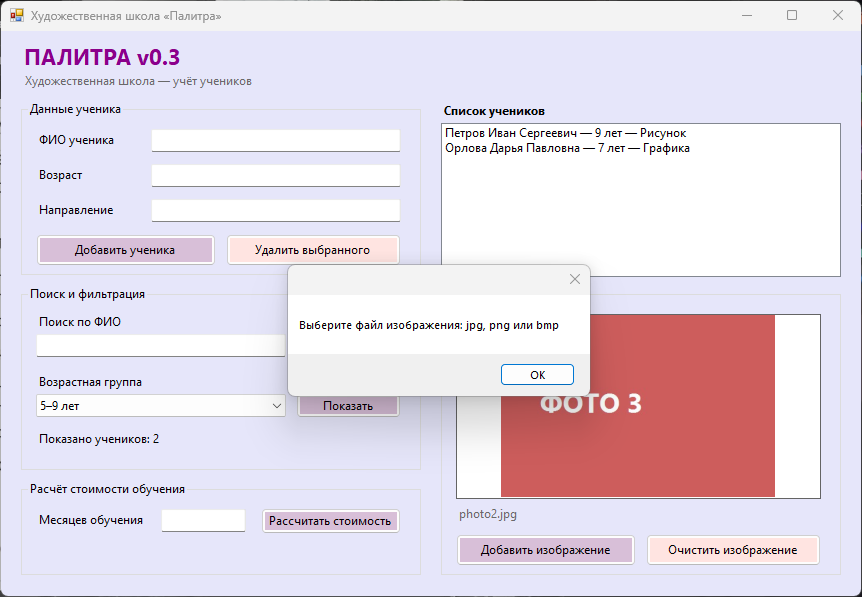 Художественная школа «Палитра»
ПАЛИТРА v0.3
Художественная школа — учёт учеников
Данные ученика
ФИО ученика
Возраст
Направление
Добавить ученика
Удалить выбранного
Список учеников
Петров Иван Сергеевич — 9 лет — Рисунок
Орлова Дарья Павловна — 7 лет — Графика
Выберите файл изображения: jpg, png или bmp
OK
Поиск и фильтрация
Поиск по ФИО
Возрастная группа
5–9 лет
Показать
Показано учеников: 2
Расчёт стоимости обучения
Месяцев обучения
Рассчитать стоимость
ФОТО 3
photo2.jpg
Добавить изображение
Очистить изображение